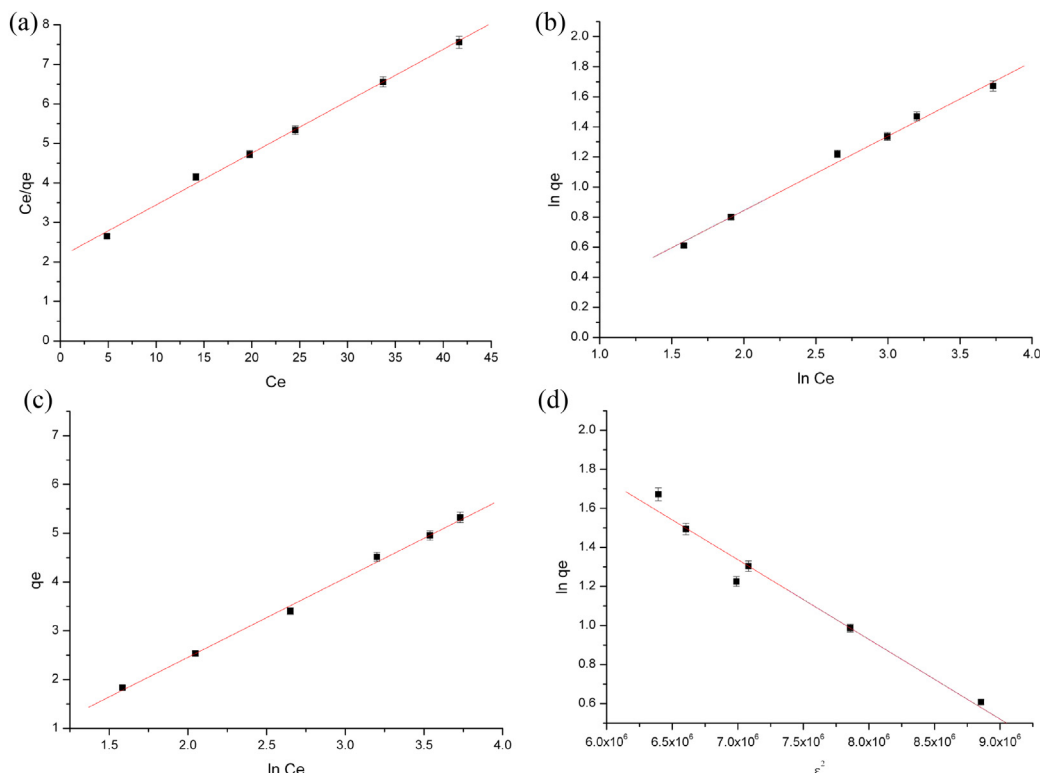 (a)
8
7
6
5
4
3
2
1
0
Ce/qe
0 5 10 15 20 25 30 35 40 45
Ce
(b)
2.0
1.8
1.6
1.4
1.2
1.0
0.8
0.6
0.4
0.2
0.0
ln qe
1.0 1.5 2.0 2.5 3.0 3.5 4.0
ln Ce
(c)
7
6
5
4
3
2
1
qe
1.5 2.0 2.5 3.0 3.5 4.0
ln Ce
(d)
2.0
1.8
1.6
1.4
1.2
1.0
0.8
0.6
ln qe
6.0x10⁶ 6.5x10⁶ 7.0x10⁶ 7.5x10⁶ 8.0x10⁶ 8.5x10⁶ 9.0x10⁶
ε²